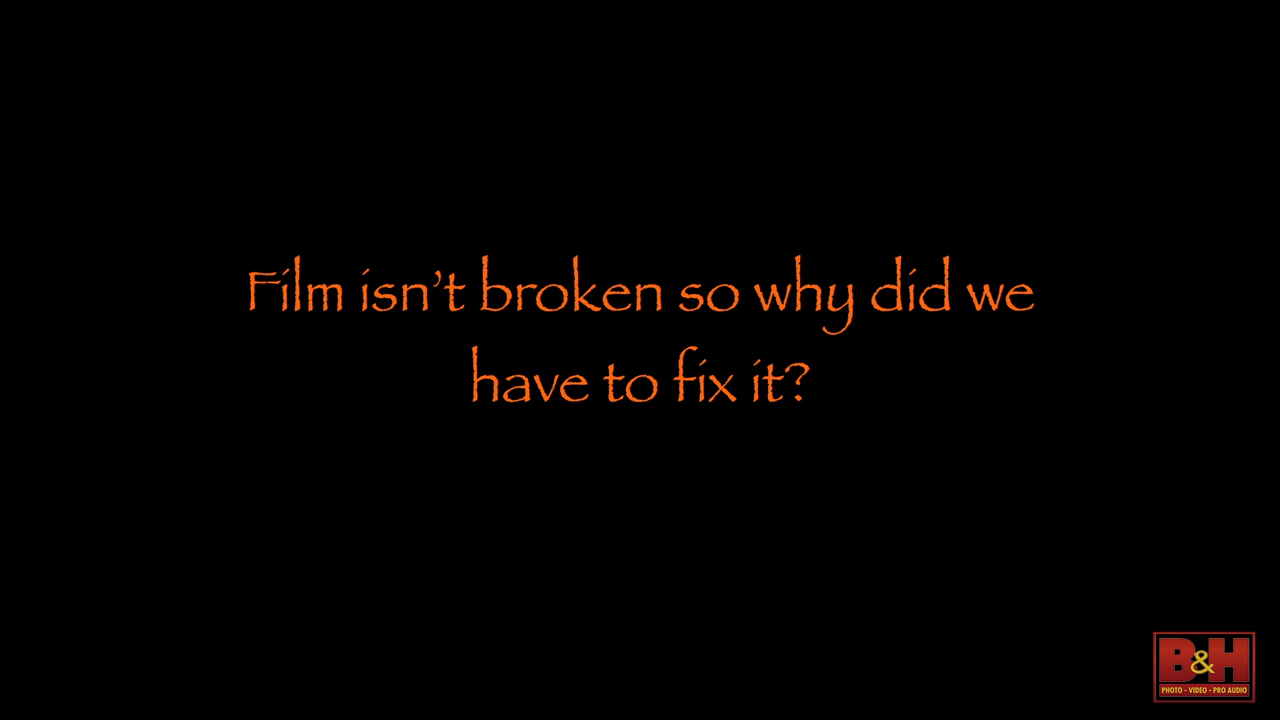 Film isn’t broken so why did we
have to fix it?
B&H
PHOTO - VIDEO - PRO AUDIO